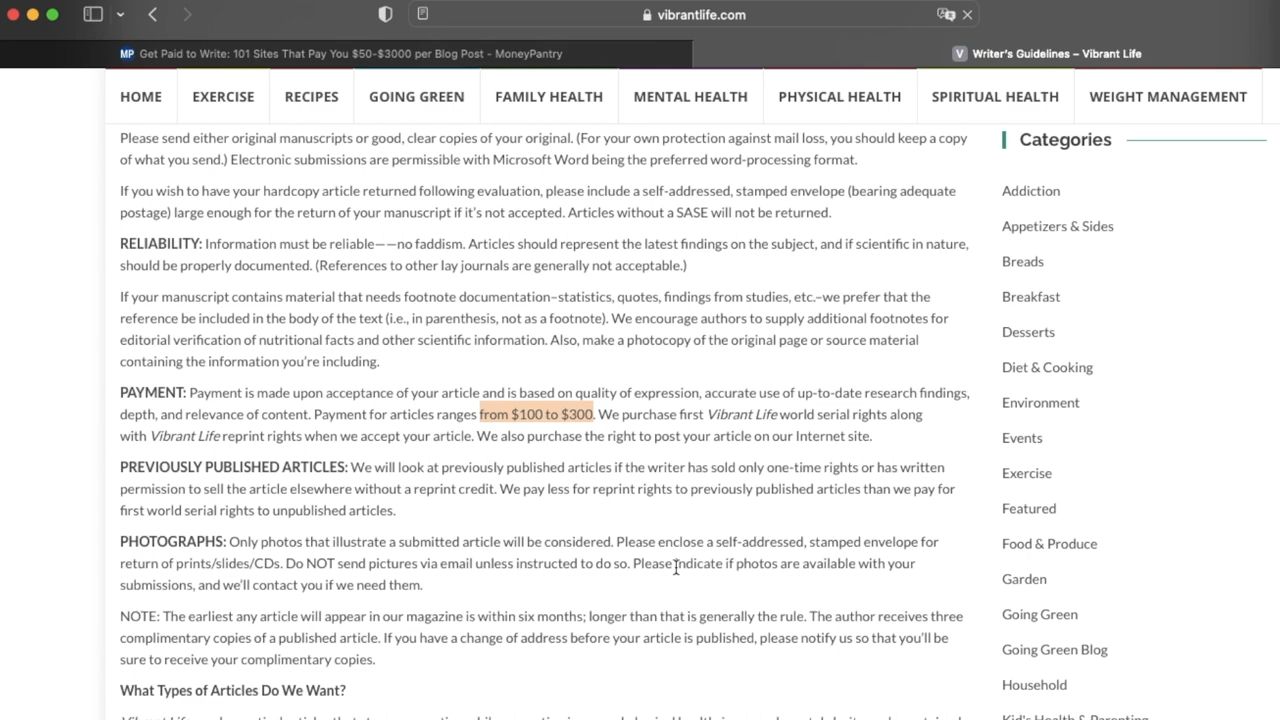 vibrantlife.com
MP Get Paid to Write: 101 Sites That Pay You $50-$3000 per Blog Post - MoneyPantry
V Writer's Guidelines – Vibrant Life
HOME EXERCISE RECIPES GOING GREEN FAMILY HEALTH MENTAL HEALTH PHYSICAL HEALTH SPIRITUAL HEALTH WEIGHT MANAGEMENT
Please send either original manuscripts or good, clear copies of your original. (For your own protection against mail loss, you should keep a copy
of what you send.) Electronic submissions are permissible with Microsoft Word being the preferred word-processing format.
If you wish to have your hardcopy article returned following evaluation, please include a self-addressed, stamped envelope (bearing adequate
postage) large enough for the return of your manuscript if it's not accepted. Articles without a SASE will not be returned.
RELIABILITY: Information must be reliable——no faddism. Articles should represent the latest findings on the subject, and if scientific in nature,
should be properly documented. (References to other lay journals are generally not acceptable.)
If your manuscript contains material that needs footnote documentation–statistics, quotes, findings from studies, etc.–we prefer that the
reference be included in the body of the text (i.e., in parenthesis, not as a footnote). We encourage authors to supply additional footnotes for
editorial verification of nutritional facts and other scientific information. Also, make a photocopy of the original page or source material
containing the information you're including.
PAYMENT: Payment is made upon acceptance of your article and is based on quality of expression, accurate use of up-to-date research findings,
depth, and relevance of content. Payment for articles ranges from $100 to $300. We purchase first Vibrant Life world serial rights along
with Vibrant Life reprint rights when we accept your article. We also purchase the right to post your article on our Internet site.
PREVIOUSLY PUBLISHED ARTICLES: We will look at previously published articles if the writer has sold only one-time rights or has written
permission to sell the article elsewhere without a reprint credit. We pay less for reprint rights to previously published articles than we pay for
first world serial rights to unpublished articles.
PHOTOGRAPHS: Only photos that illustrate a submitted article will be considered. Please enclose a self-addressed, stamped envelope for
return of prints/slides/CDs. Do NOT send pictures via email unless instructed to do so. Please indicate if photos are available with your
submissions, and we'll contact you if we need them.
NOTE: The earliest any article will appear in our magazine is within six months; longer than that is generally the rule. The author receives three
complimentary copies of a published article. If you have a change of address before your article is published, please notify us so that you'll be
sure to receive your complimentary copies.
What Types of Articles Do We Want?
Categories
Addiction
Appetizers & Sides
Breads
Breakfast
Desserts
Diet & Cooking
Environment
Events
Exercise
Featured
Food & Produce
Garden
Going Green
Going Green Blog
Household
Kid's Health & Parenting